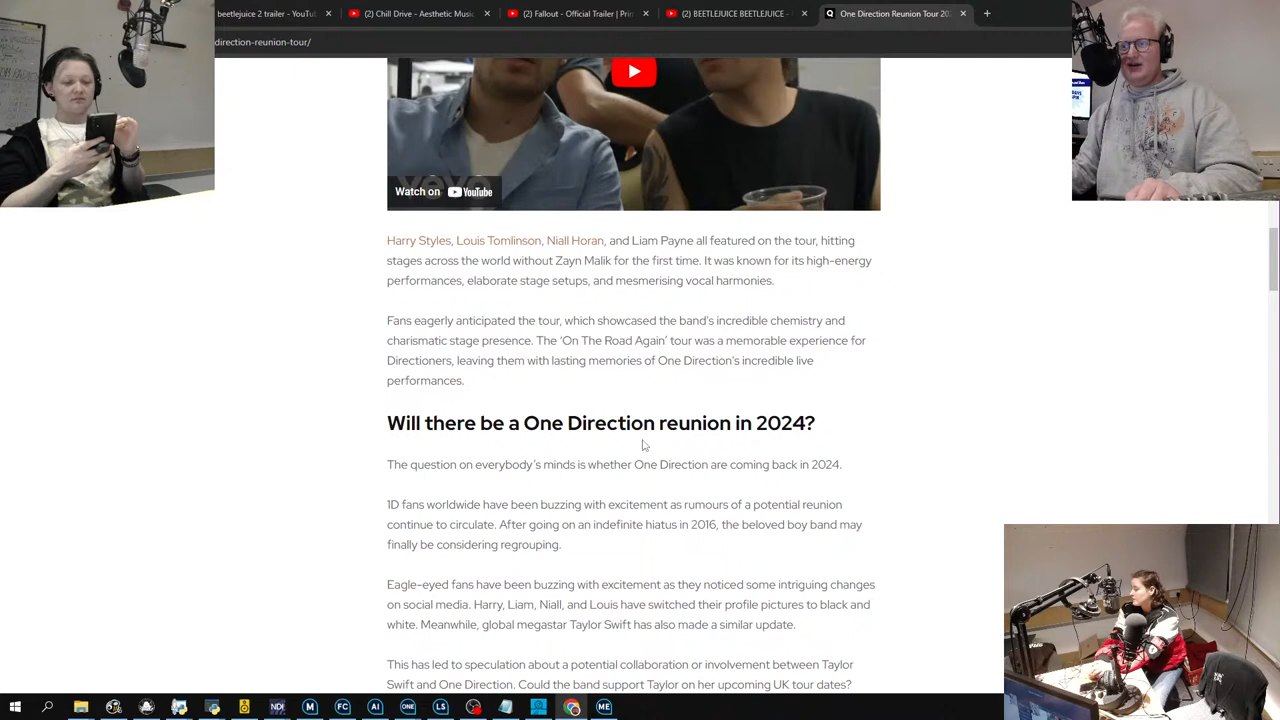 beetlejuice 2 trailer - YouTu
(2) Chill Drive - Aesthetic Musi
(2) Fallout - Official Trailer | Prin
(2) BEETLEJUICE BEETLEJUICE -
One Direction Reunion Tour 20
direction-reunion-tour/
Watch on YouTube
Harry Styles, Louis Tomlinson, Niall Horan, and Liam Payne all featured on the tour, hitting
stages across the world without Zayn Malik for the first time. It was known for its high-energy
performances, elaborate stage setups, and mesmerising vocal harmonies.
Fans eagerly anticipated the tour, which showcased the band's incredible chemistry and
charismatic stage presence. The ‘On The Road Again’ tour was a memorable experience for
Directioners, leaving them with lasting memories of One Direction's incredible live
performances.
Will there be a One Direction reunion in 2024?
The question on everybody’s minds is whether One Direction are coming back in 2024.
1D fans worldwide have been buzzing with excitement as rumours of a potential reunion
continue to circulate. After going on an indefinite hiatus in 2016, the beloved boy band may
finally be considering regrouping.
Eagle-eyed fans have been buzzing with excitement as they noticed some intriguing changes
on social media. Harry, Liam, Niall, and Louis have switched their profile pictures to black and
white. Meanwhile, global megastar Taylor Swift has also made a similar update.
This has led to speculation about a potential collaboration or involvement between Taylor
Swift and One Direction. Could the band support Taylor on her upcoming UK tour dates?
NDI
M
FC
AI
ONE
LS
ME